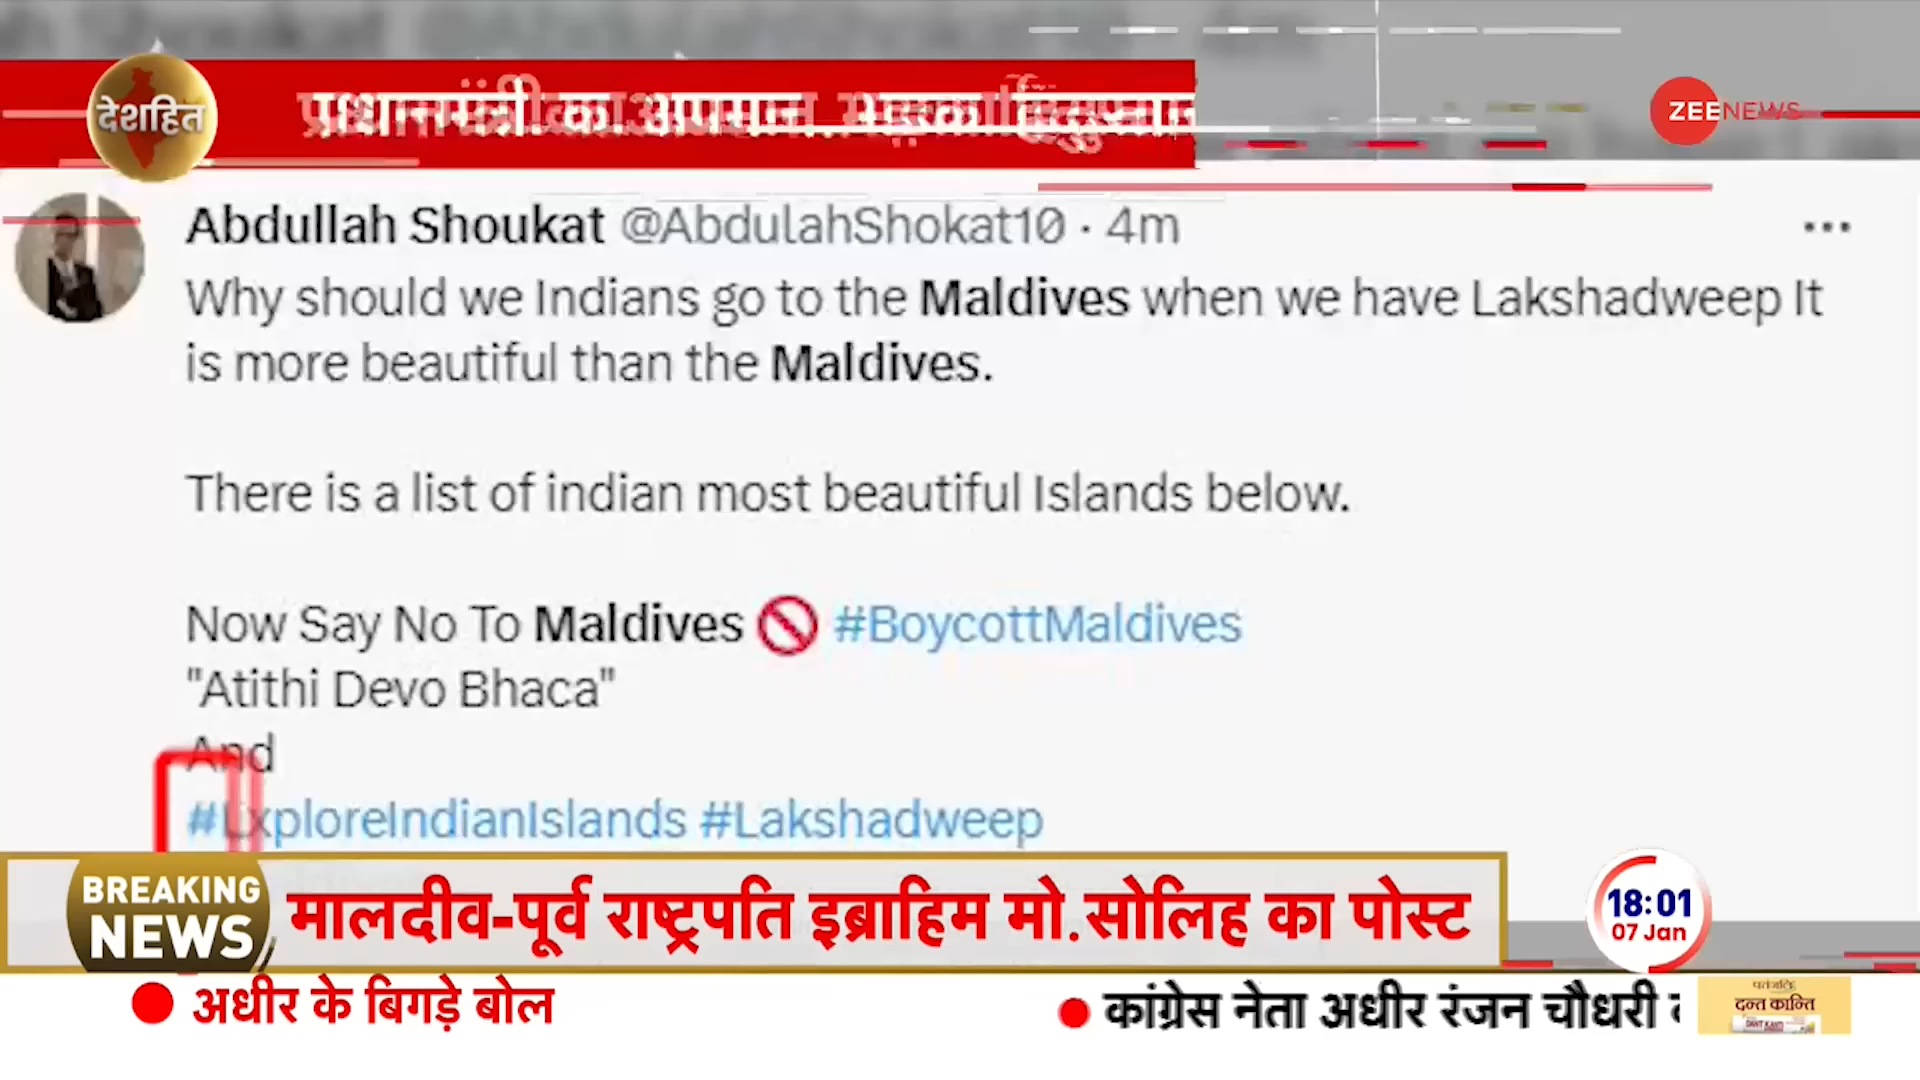 देशहित
प्रधानमंत्री का अपमान.. भड़का हिंदुस्तान
ZEENEWS
Abdullah Shoukat @AbdulahShokat10 · 4m
Why should we Indians go to the Maldives when we have Lakshadweep It
is more beautiful than the Maldives.
There is a list of indian most beautiful Islands below.
Now Say No To Maldives 🚫 #BoycottMaldives
"Atithi Devo Bhaca"
And
#ExploreIndianIslands #Lakshadweep
BREAKING
NEWS
मालदीव-पूर्व राष्ट्रपति इब्राहिम मो.सोलिह का पोस्ट
18:01
07 Jan
अधीर के बिगड़े बोल
कांग्रेस नेता अधीर रंजन चौधरी
पतंजलि
दन्त कान्ति
DANT KANTI